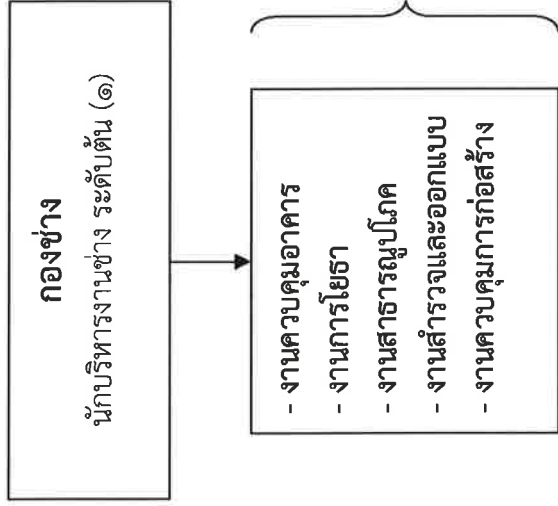 กองช่าง
นักบริหารงานช่าง ระดับต้น (๑)
- งานควบคุมอาคาร
- งานการโยธา
- งานสาธารณูปโภค
- งานสำรวจและออกแบบ
- งานควบคุมการก่อสร้าง